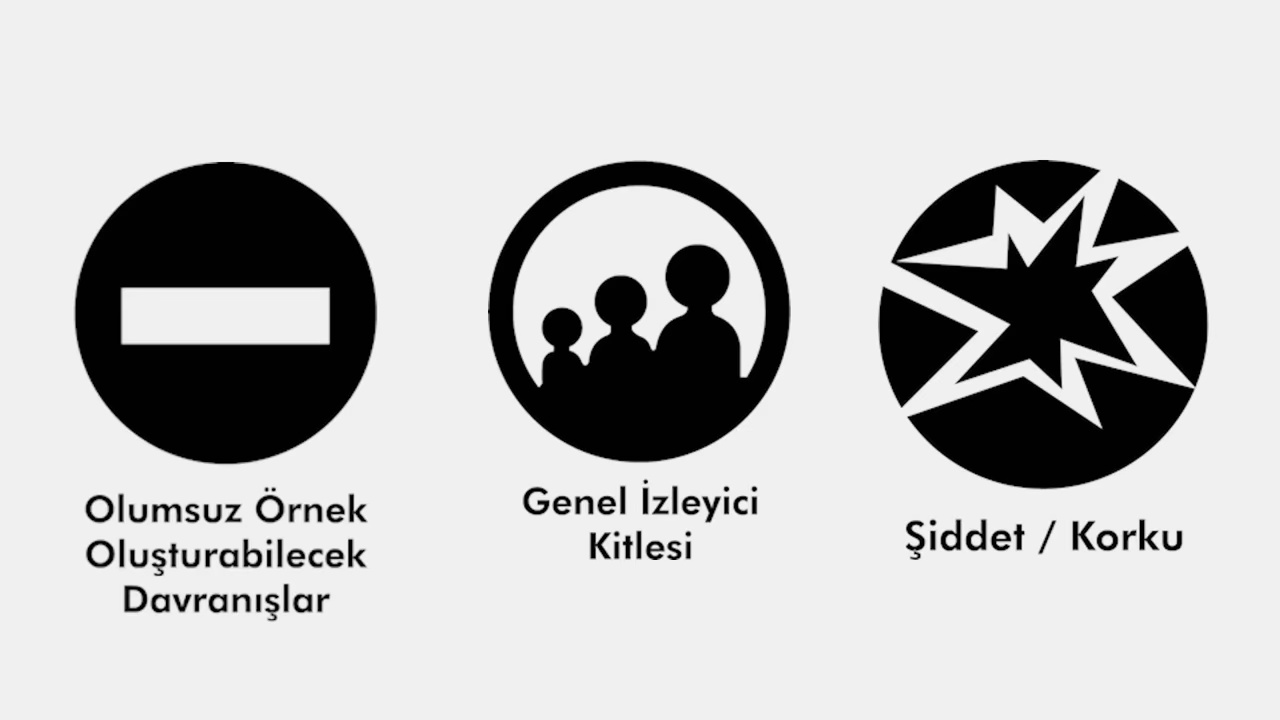 Olumsuz Örnek
Oluşturabilecek
Davranışlar
Genel İzleyici
Kitlesi
Şiddet / Korku